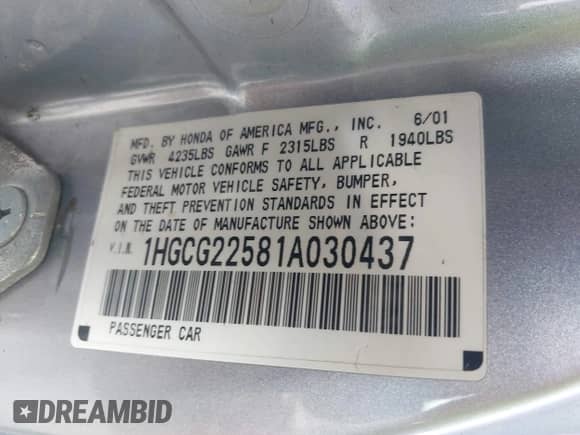 MFD. BY HONDA OF AMERICA MFG., INC. 6/01
GVWR 4235LBS GAWR F 2315LBS R 1940LBS
THIS VEHICLE CONFORMS TO ALL APPLICABLE
FEDERAL MOTOR VEHICLE SAFETY, BUMPER,
AND THEFT PREVENTION STANDARDS IN EFFECT
ON THE DATE OF MANUFACTURE SHOWN ABOVE:
V.I.N. 1HGCG22581A030437
PASSENGER CAR
DREAMBID